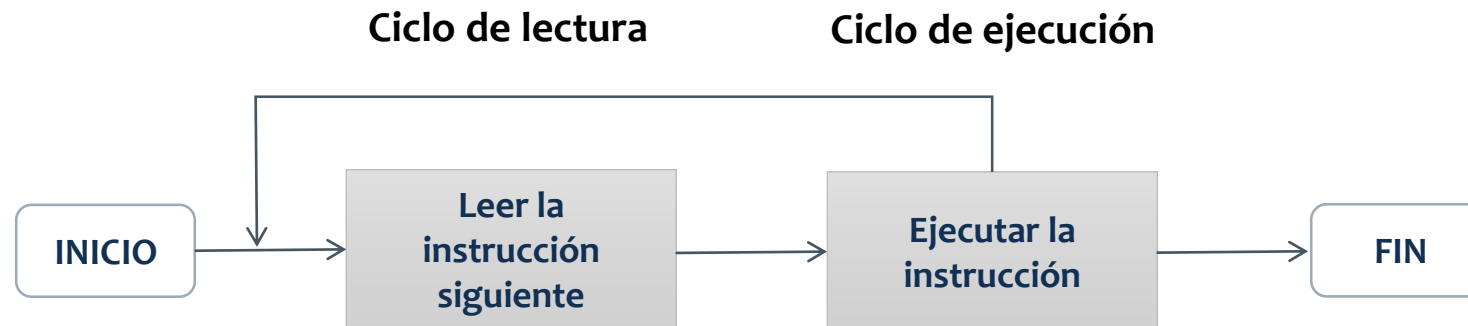 Ciclo de lectura
Ciclo de ejecución
INICIO
Leer la
instrucción
siguiente
Ejecutar la
instrucción
FIN